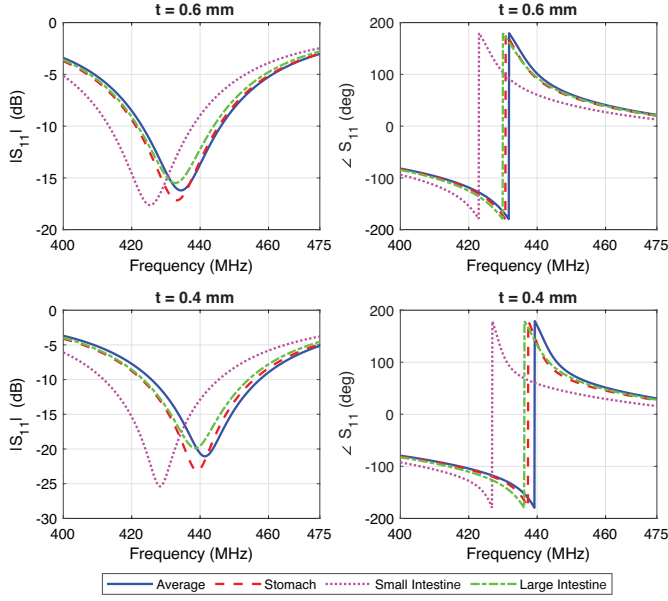 t = 0.6 mm
t = 0.6 mm
|S11| (dB)
0
-5
-10
-15
-20
400 420 440 460 475
Frequency (MHz)
∠ S11 (deg)
200
100
0
-100
-200
400 420 440 460 475
Frequency (MHz)
t = 0.4 mm
t = 0.4 mm
|S11| (dB)
0
-5
-10
-15
-20
-25
-30
400 420 440 460 475
Frequency (MHz)
∠ S11 (deg)
200
100
0
-100
-200
400 420 440 460 475
Frequency (MHz)
Average Stomach Small Intestine Large Intestine